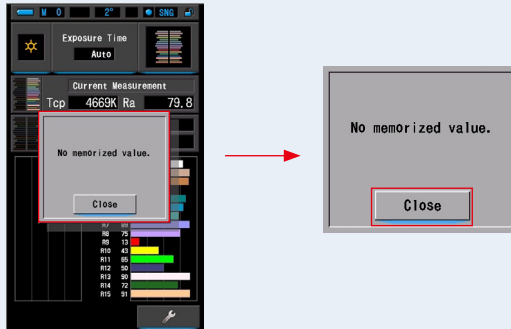 M 0 2° SNG
Exposure Time
Auto
Current Measurement
Tcp 4669K Ra 79.8
No memorized value.
Close
R8 75
R9 13
R10 43
R11 65
R12 50
R13 90
R14 72
R15 91
No memorized value.
Close